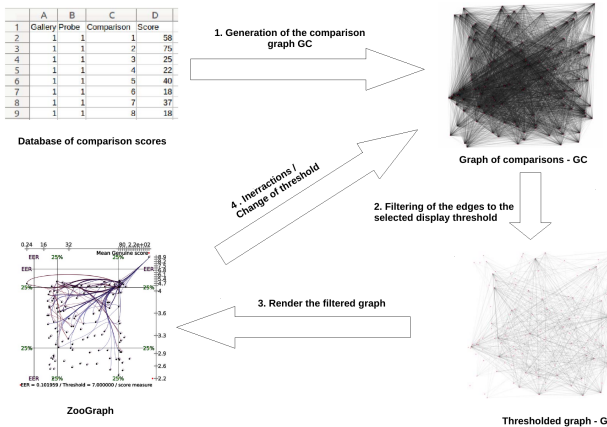 A B C D
1 Gallery Probe Comparison Score
2 1 1 1 58
3 1 1 2 75
4 1 1 3 25
5 1 1 4 22
6 1 1 5 40
7 1 1 6 18
8 1 1 7 37
9 1 1 8 18
Database of comparison scores
1. Generation of the comparison
graph GC
Graph of comparisons - GC
2. Filtering of the edges to the
selected display threshold
Thresholded graph - G
3. Render the filtered graph
4 . Inerractions /
Change of threshold
0.24 16 32 80 2.2e+02
Mean Genuine score
EER 25% 25% EER
EER EER
25% 25%
25% 25%
EER 25% 25% EER
8.9
4
3.6
3.3
2.9
2.6
2.2
EER = 0.101959 / Threshold = 7.000000 / score measure
ZooGraph